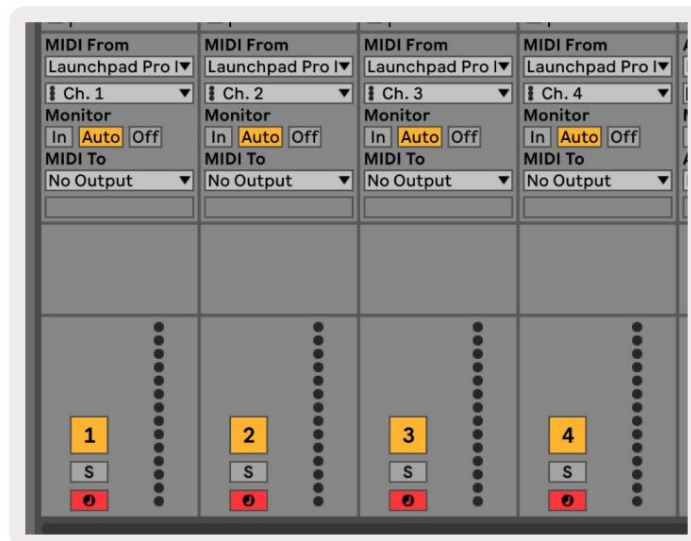 MIDI From MIDI From MIDI From MIDI From
Launchpad Pro Launchpad Pro Launchpad Pro Launchpad Pro
Ch. 1 Ch. 2 Ch. 3 Ch. 4
Monitor Monitor Monitor Monitor
In Auto Off In Auto Off In Auto Off In Auto Off
MIDI To MIDI To MIDI To MIDI To
No Output No Output No Output No Output
1 2 3 4
S S S S